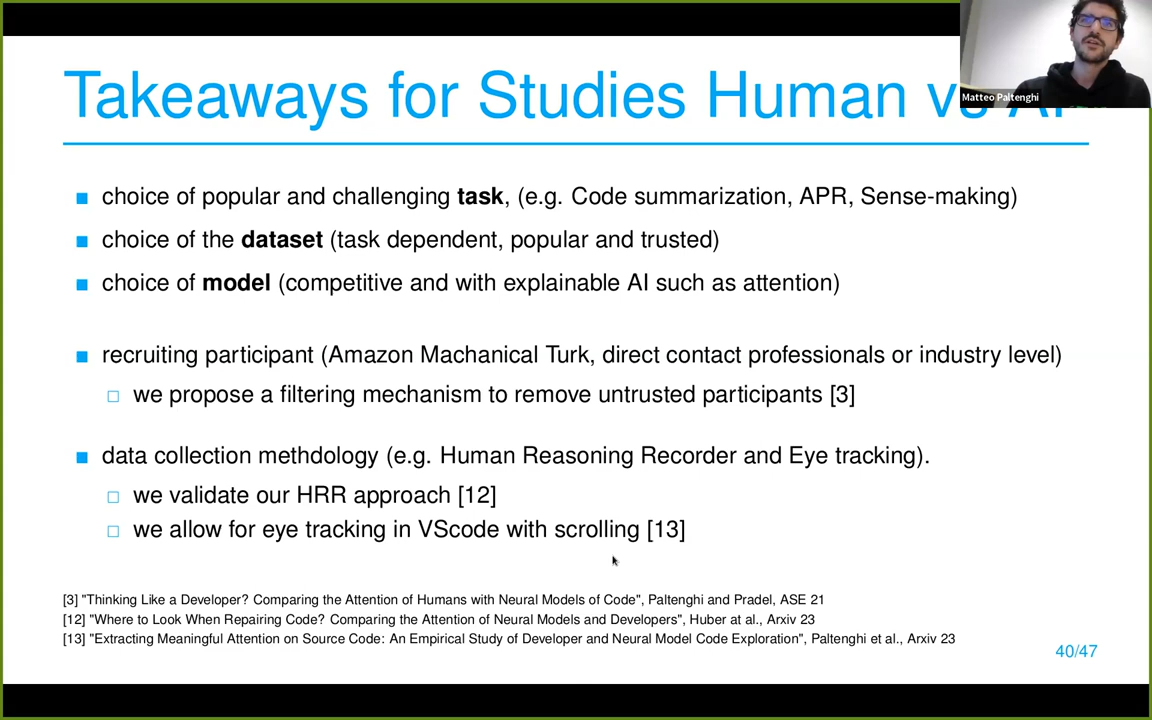 Takeaways for Studies Human vs AI
Matteo Paltenghi
choice of popular and challenging task, (e.g. Code summarization, APR, Sense-making)
choice of the dataset (task dependent, popular and trusted)
choice of model (competitive and with explainable AI such as attention)
recruiting participant (Amazon Machanical Turk, direct contact professionals or industry level)
we propose a filtering mechanism to remove untrusted participants [3]
data collection methdology (e.g. Human Reasoning Recorder and Eye tracking).
we validate our HRR approach [12]
we allow for eye tracking in VScode with scrolling [13]
[3] "Thinking Like a Developer? Comparing the Attention of Humans with Neural Models of Code", Paltenghi and Pradel, ASE 21
[12] "Where to Look When Repairing Code? Comparing the Attention of Neural Models and Developers", Huber at al., Arxiv 23
[13] "Extracting Meaningful Attention on Source Code: An Empirical Study of Developer and Neural Model Code Exploration", Paltenghi et al., Arxiv 23
40/47